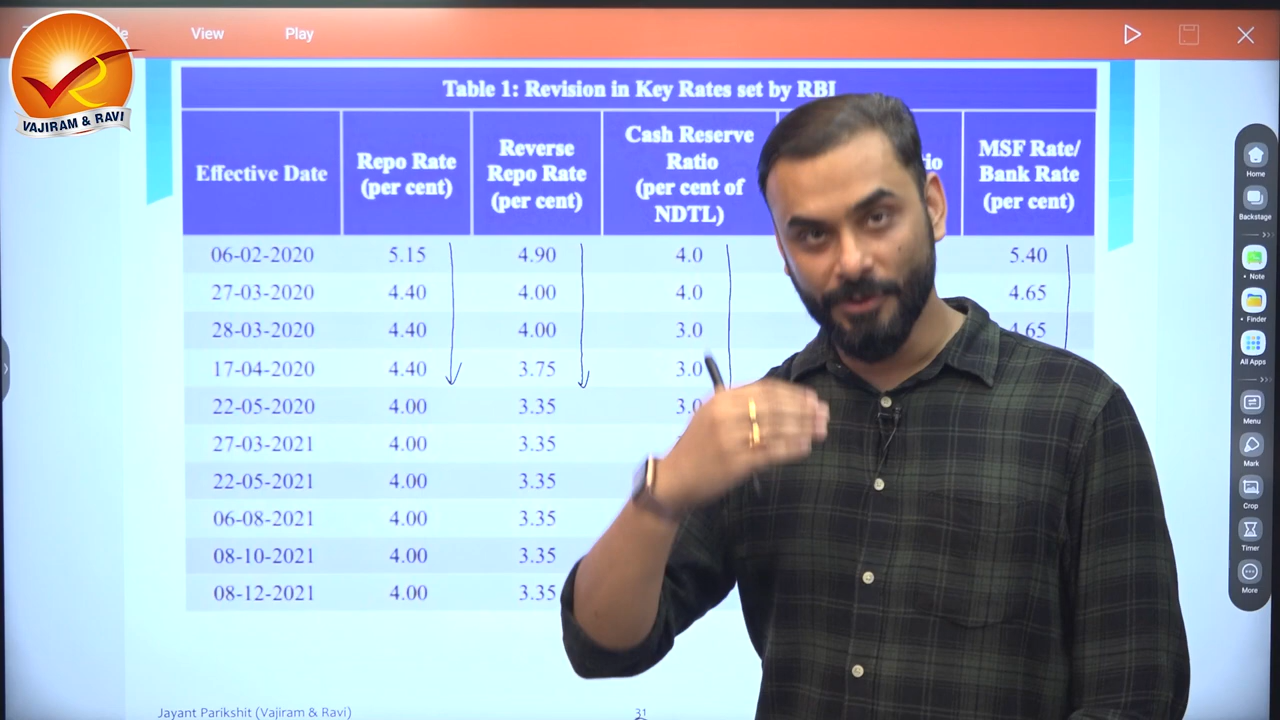 View
Play
VAJIRAM & RAVI
Table 1: Revision in Key Rates set by RBI
Effective Date
Repo Rate
(per cent)
Reverse
Repo Rate
(per cent)
Cash Reserve
Ratio
(per cent of
NDTL)
MSF Rate/
Bank Rate
(per cent)
06-02-2020 5.15 4.90 4.0 5.40
27-03-2020 4.40 4.00 4.0 4.65
28-03-2020 4.40 4.00 3.0 4.65
17-04-2020 4.40 3.75 3.0
22-05-2020 4.00 3.35 3.0
27-03-2021 4.00 3.35
22-05-2021 4.00 3.35
06-08-2021 4.00 3.35
08-10-2021 4.00 3.35
08-12-2021 4.00 3.35
Jayant Parikshit (Vajiram & Ravi)
31
Home
Backstage
Note
Finder
All Apps
Menu
Mark
Crop
Timer
More